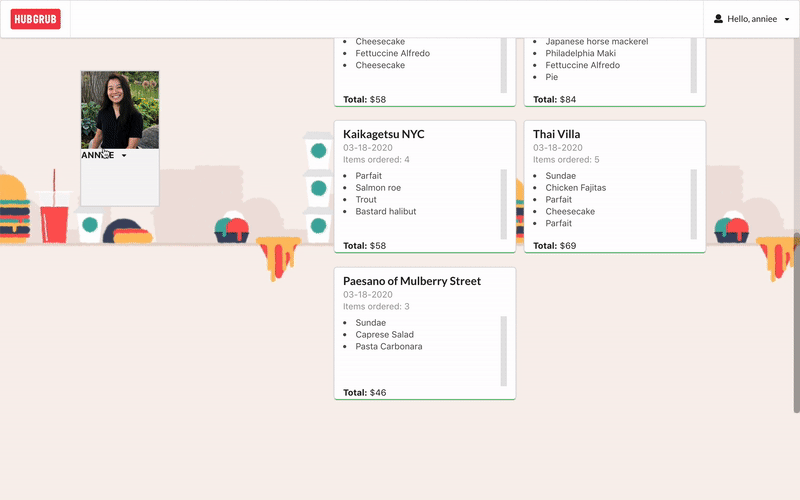 HUBGRUB
Hello, anniee
ANNIEE
Cheesecake
Fettuccine Alfredo
Cheesecake
Total: $58
Japanese horse mackerel
Philadelphia Maki
Fettuccine Alfredo
Pie
Total: $84
Kaikagetsu NYC
03-18-2020
Items ordered: 4
Parfait
Salmon roe
Trout
Bastard halibut
Total: $58
Thai Villa
03-18-2020
Items ordered: 5
Sundae
Chicken Fajitas
Parfait
Cheesecake
Parfait
Total: $69
Paesano of Mulberry Street
03-18-2020
Items ordered: 3
Sundae
Caprese Salad
Pasta Carbonara
Total: $46